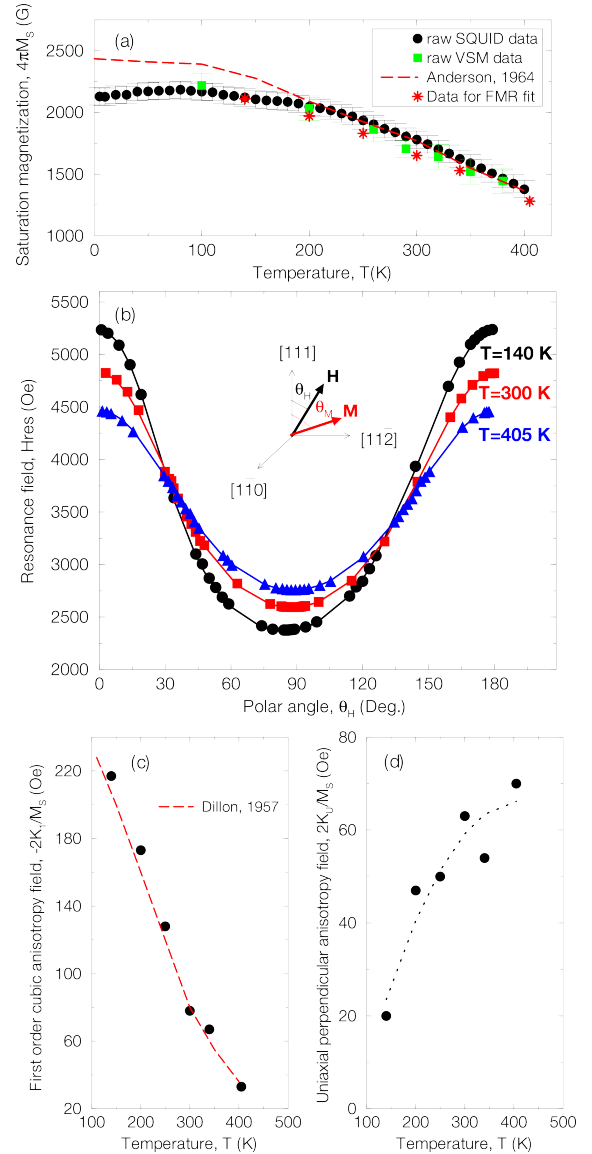 Saturation magnetization, 4πMS (G)
2500
2000
1500
1000
(a)
raw SQUID data
raw VSM data
Anderson, 1964
Data for FMR fit
0 100 200 300 400
Temperature, T(K)
Resonance field, Hres (Oe)
5500
5000
4500
4000
3500
3000
2500
2000
(b)
[111]
H
θH
θM
M
[112̅]
[11̅0]
T=140 K
T=300 K
T=405 K
0 30 60 90 120 150 180
Polar angle, θH (Deg.)
First order cubic anisotropy field, -2K1/MS (Oe)
220
180
140
100
60
20
(c)
Dillon, 1957
100 200 300 400 500
Temperature, T (K)
Uniaxial perpendicular anisotropy field, 2KU/MS (Oe)
80
60
40
20
0
(d)
100 200 300 400 500
Temperature, T (K)